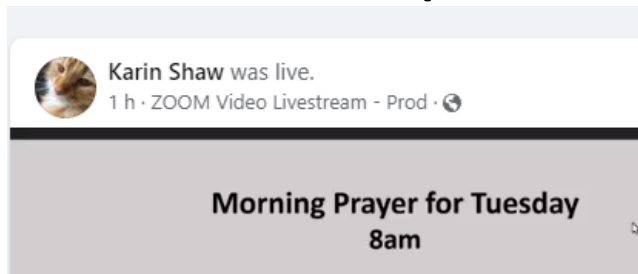 Karin Shaw was live.
1 h · ZOOM Video Livestream - Prod ·
Morning Prayer for Tuesday
8am